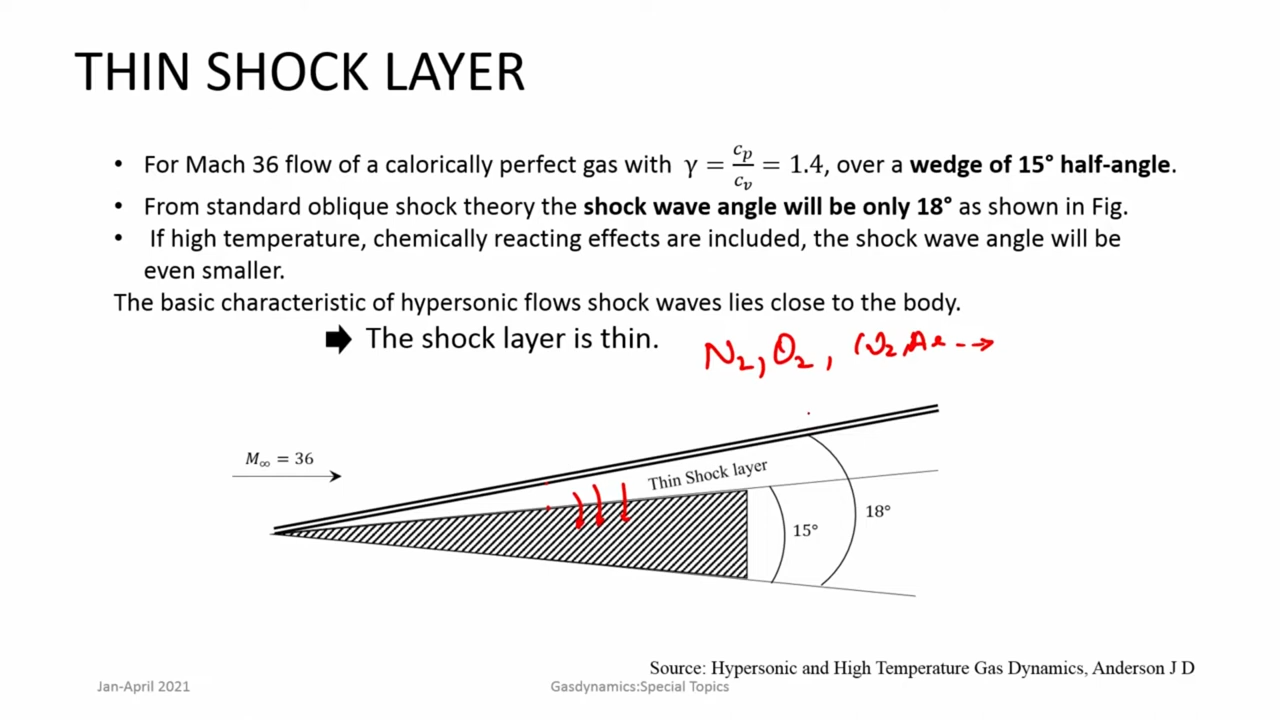 THIN SHOCK LAYER
• For Mach 36 flow of a calorically perfect gas with γ = c_p/c_v = 1.4, over a wedge of 15° half-angle.
• From standard oblique shock theory the shock wave angle will be only 18° as shown in Fig.
• If high temperature, chemically reacting effects are included, the shock wave angle will be
even smaller.
The basic characteristic of hypersonic flows shock waves lies close to the body.
The shock layer is thin.
N₂, O₂,
M∞ = 36
Thin Shock layer
15°
18°
Source: Hypersonic and High Temperature Gas Dynamics, Anderson J D
Jan-April 2021
Gasdynamics:Special Topics